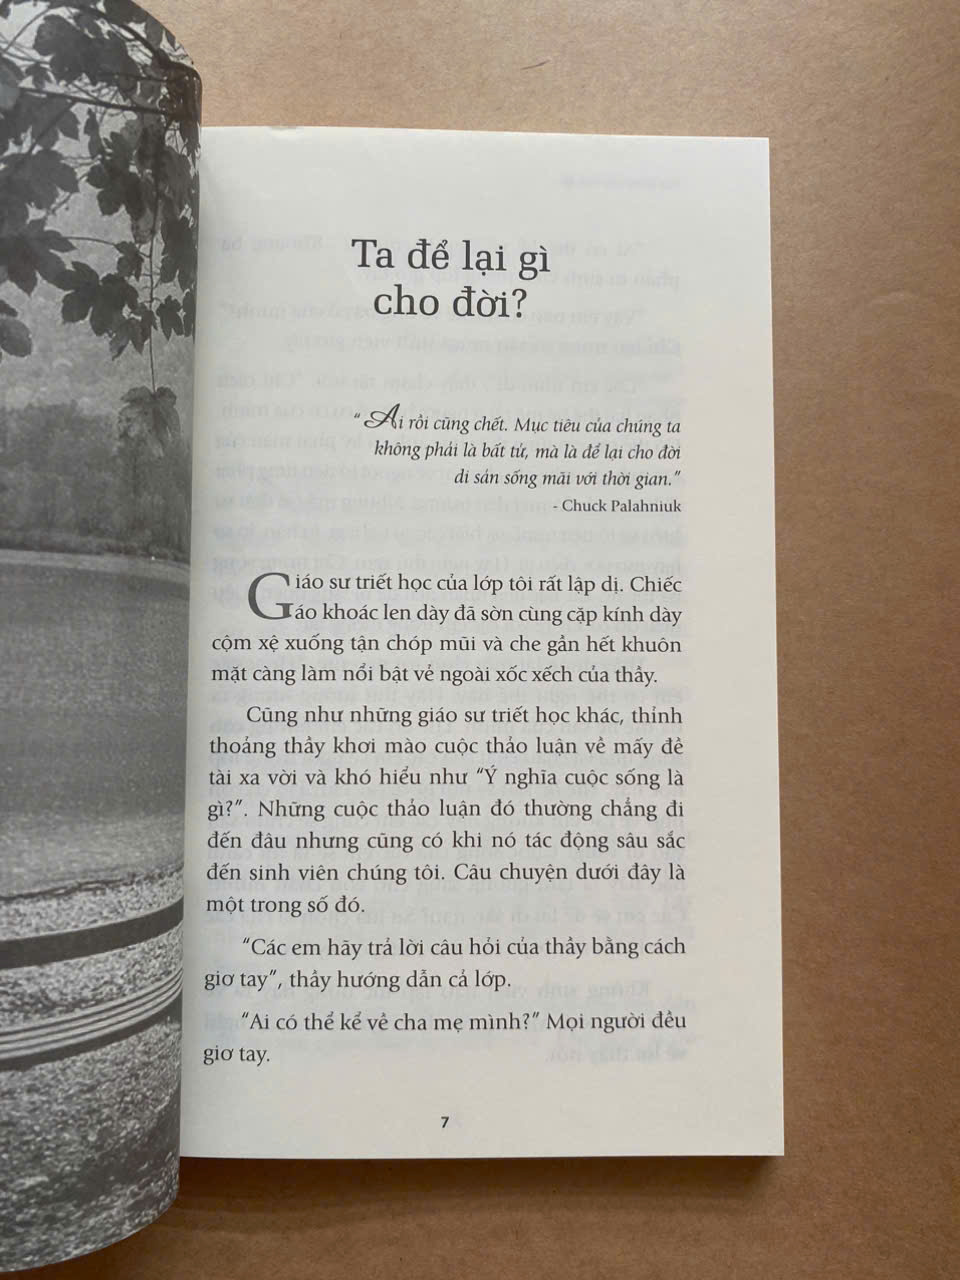 Ta để lại gì
cho đời?
“ Ai rồi cũng chết. Mục tiêu của chúng ta
không phải là bất tử, mà là để lại cho đời
di sản sống mãi với thời gian.”
- Chuck Palahniuk
Giáo sư triết học của lớp tôi rất lập dị. Chiếc
áo khoác len dày đã sờn cùng cặp kính dày
cộm xệ xuống tận chóp mũi và che gần hết khuôn
mặt càng làm nổi bật vẻ ngoài xốc xếch của thầy.
Cũng như những giáo sư triết học khác, thỉnh
thoảng thầy khơi mào cuộc thảo luận về mấy đề
tài xa vời và khó hiểu như “Ý nghĩa cuộc sống là
gì?”. Những cuộc thảo luận đó thường chẳng đi
đến đâu nhưng cũng có khi nó tác động sâu sắc
đến sinh viên chúng tôi. Câu chuyện dưới đây là
một trong số đó.
“Các em hãy trả lời câu hỏi của thầy bằng cách
giơ tay”, thầy hướng dẫn cả lớp.
“Ai có thể kể về cha mẹ mình?” Mọi người đều
giơ tay.
7